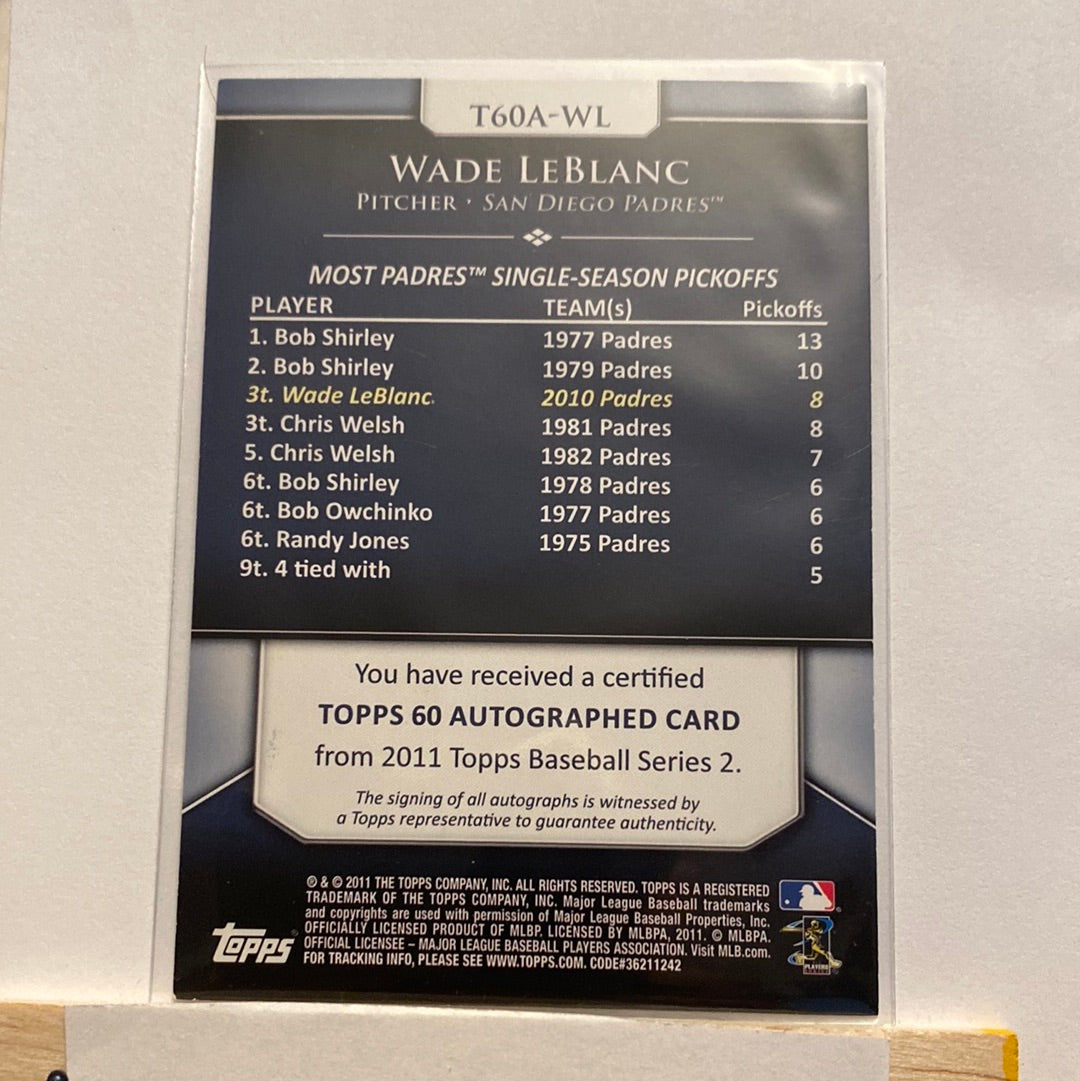 T60A-WL
WADE LEBLANC
PITCHER • SAN DIEGO PADRES™
MOST PADRES™ SINGLE-SEASON PICKOFFS
PLAYER TEAM(s) Pickoffs
1. Bob Shirley 1977 Padres 13
2. Bob Shirley 1979 Padres 10
3t. Wade LeBlanc 2010 Padres 8
3t. Chris Welsh 1981 Padres 8
5. Chris Welsh 1982 Padres 7
6t. Bob Shirley 1978 Padres 6
6t. Bob Owchinko 1977 Padres 6
6t. Randy Jones 1975 Padres 6
9t. 4 tied with 5
You have received a certified
TOPPS 60 AUTOGRAPHED CARD
from 2011 Topps Baseball Series 2.
The signing of all autographs is witnessed by
a Topps representative to guarantee authenticity.
® & © 2011 THE TOPPS COMPANY, INC. ALL RIGHTS RESERVED. TOPPS IS A REGISTERED
TRADEMARK OF THE TOPPS COMPANY, INC. Major League Baseball trademarks
and copyrights are used with permission of Major League Baseball Properties, Inc.
OFFICIALLY LICENSED PRODUCT OF MLBP. LICENSED BY MLBPA, 2011. © MLBPA.
OFFICIAL LICENSEE – MAJOR LEAGUE BASEBALL PLAYERS ASSOCIATION. Visit MLB.com.
FOR TRACKING INFO, PLEASE SEE WWW.TOPPS.COM. CODE#36211242
topps®
PLAYERS